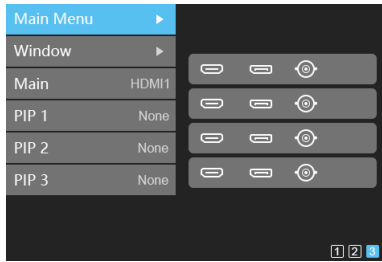 Main Menu
Window
Main HDMI1
PIP 1 None
PIP 2 None
PIP 3 None
1 2 3